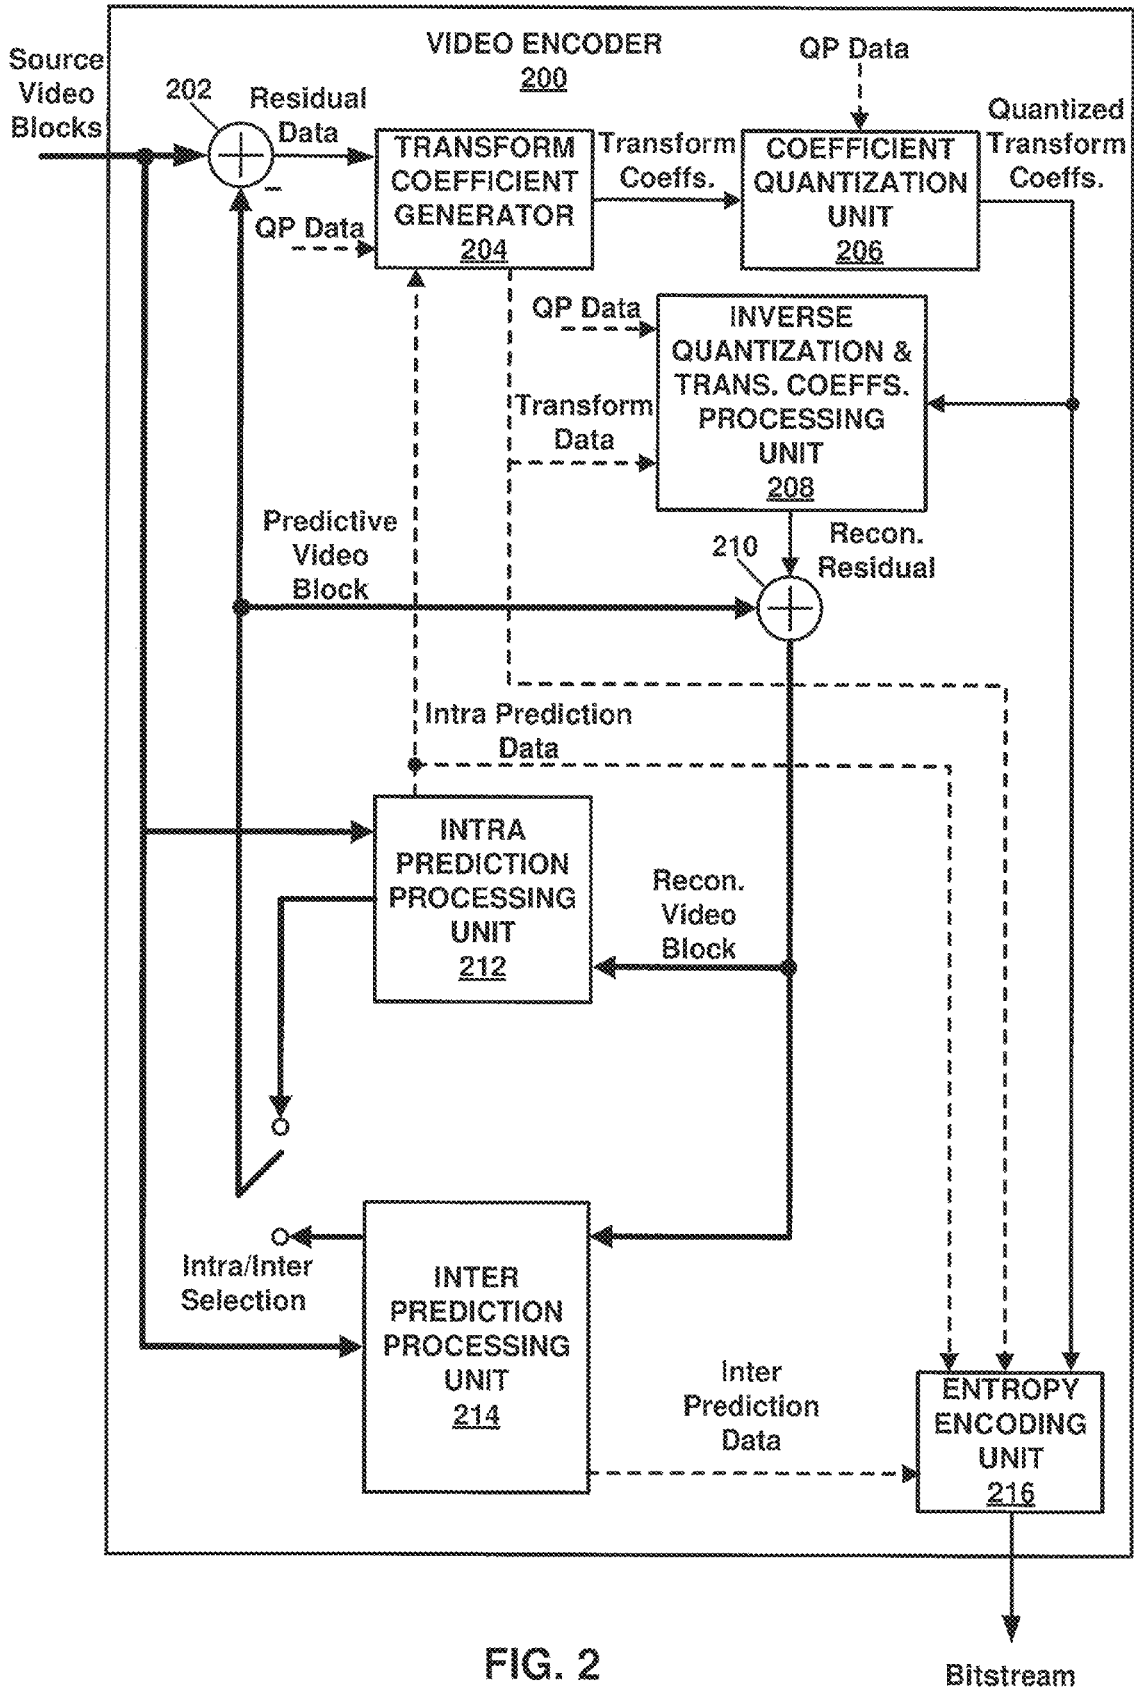 VIDEO ENCODER
200
QP Data
Source
Video
Blocks
202
Residual
Data
Quantized
Transform
Coeffs.
TRANSFORM
COEFFICIENT
GENERATOR
204
Transform
Coeffs.
COEFFICIENT
QUANTIZATION
UNIT
206
QP Data
QP Data
INVERSE
QUANTIZATION &
TRANS. COEFFS.
PROCESSING
UNIT
208
Transform
Data
Predictive
Video
Block
210
Recon.
Residual
Intra Prediction
Data
INTRA
PREDICTION
PROCESSING
UNIT
212
Recon.
Video
Block
Intra/Inter
Selection
INTER
PREDICTION
PROCESSING
UNIT
214
Inter
Prediction
Data
ENTROPY
ENCODING
UNIT
216
FIG. 2
Bitstream